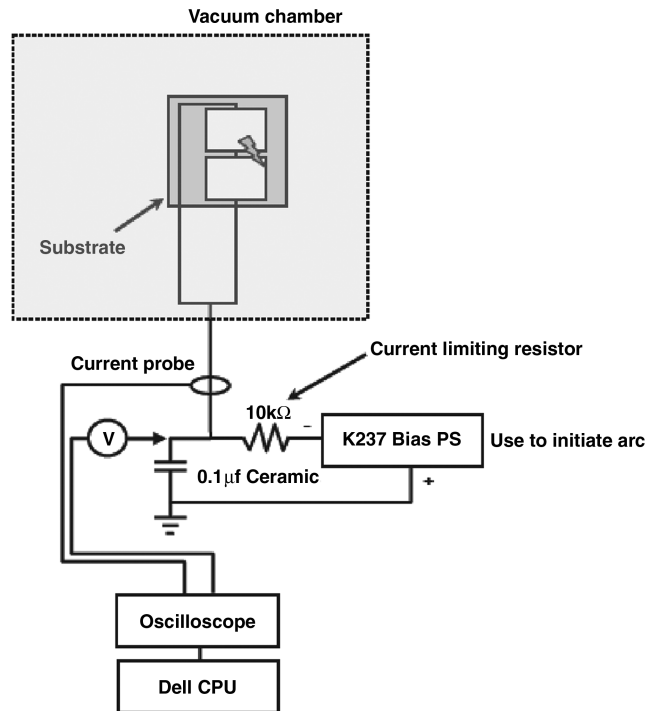 Vacuum chamber
Substrate
Current probe
Current limiting resistor
10kΩ
–
K237 Bias PS
Use to initiate arc
V
0.1μf Ceramic
+
Oscilloscope
Dell CPU